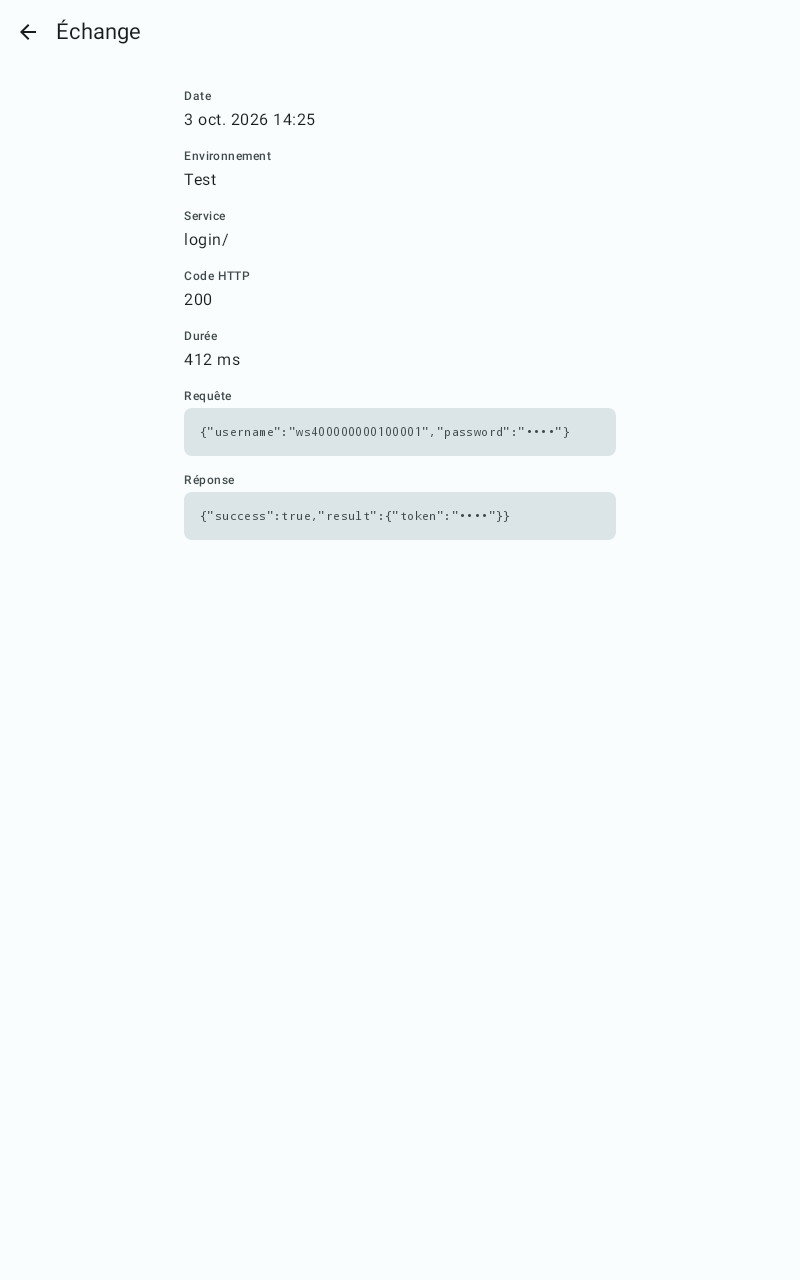 Échange
Date
3 oct. 2026 14:25
Environnement
Test
Service
login/
Code HTTP
200
Durée
412 ms
Requête
{"username":"ws400000000100001","password":"••••"}
Réponse
{"success":true,"result":{"token":"••••"}}